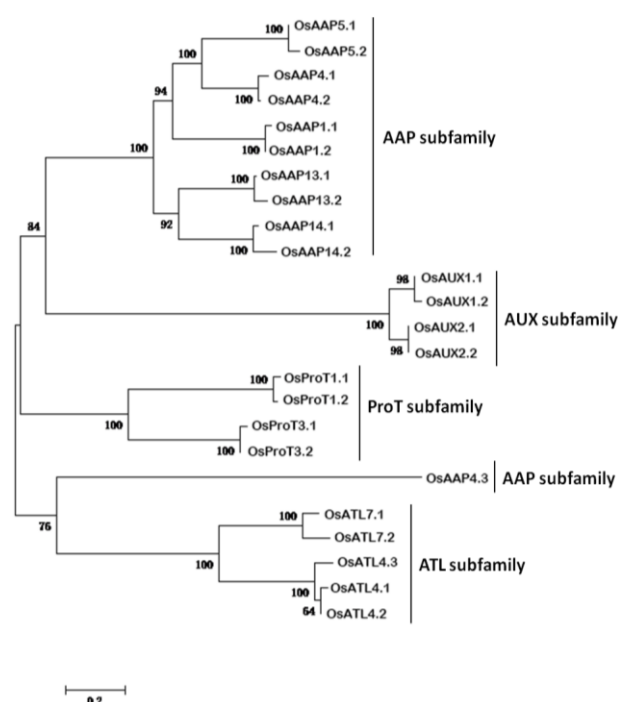 100 OsAAP5.1
OsAAP5.2
100
OsAAP4.1
100 OsAAP4.2
94
OsAAP1.1
100 OsAAP1.2
AAP subfamily
100
100 OsAAP13.1
OsAAP13.2
92
OsAAP14.1
100 OsAAP14.2
84
98 OsAUX1.1
OsAUX1.2
100
OsAUX2.1
98 OsAUX2.2
AUX subfamily
100 OsProT1.1
OsProT1.2
100
OsProT3.1
100 OsProT3.2
ProT subfamily
OsAAP4.3 AAP subfamily
76
100 OsATL7.1
OsATL7.2
100
OsATL4.3
100 OsATL4.1
64 OsATL4.2
ATL subfamily